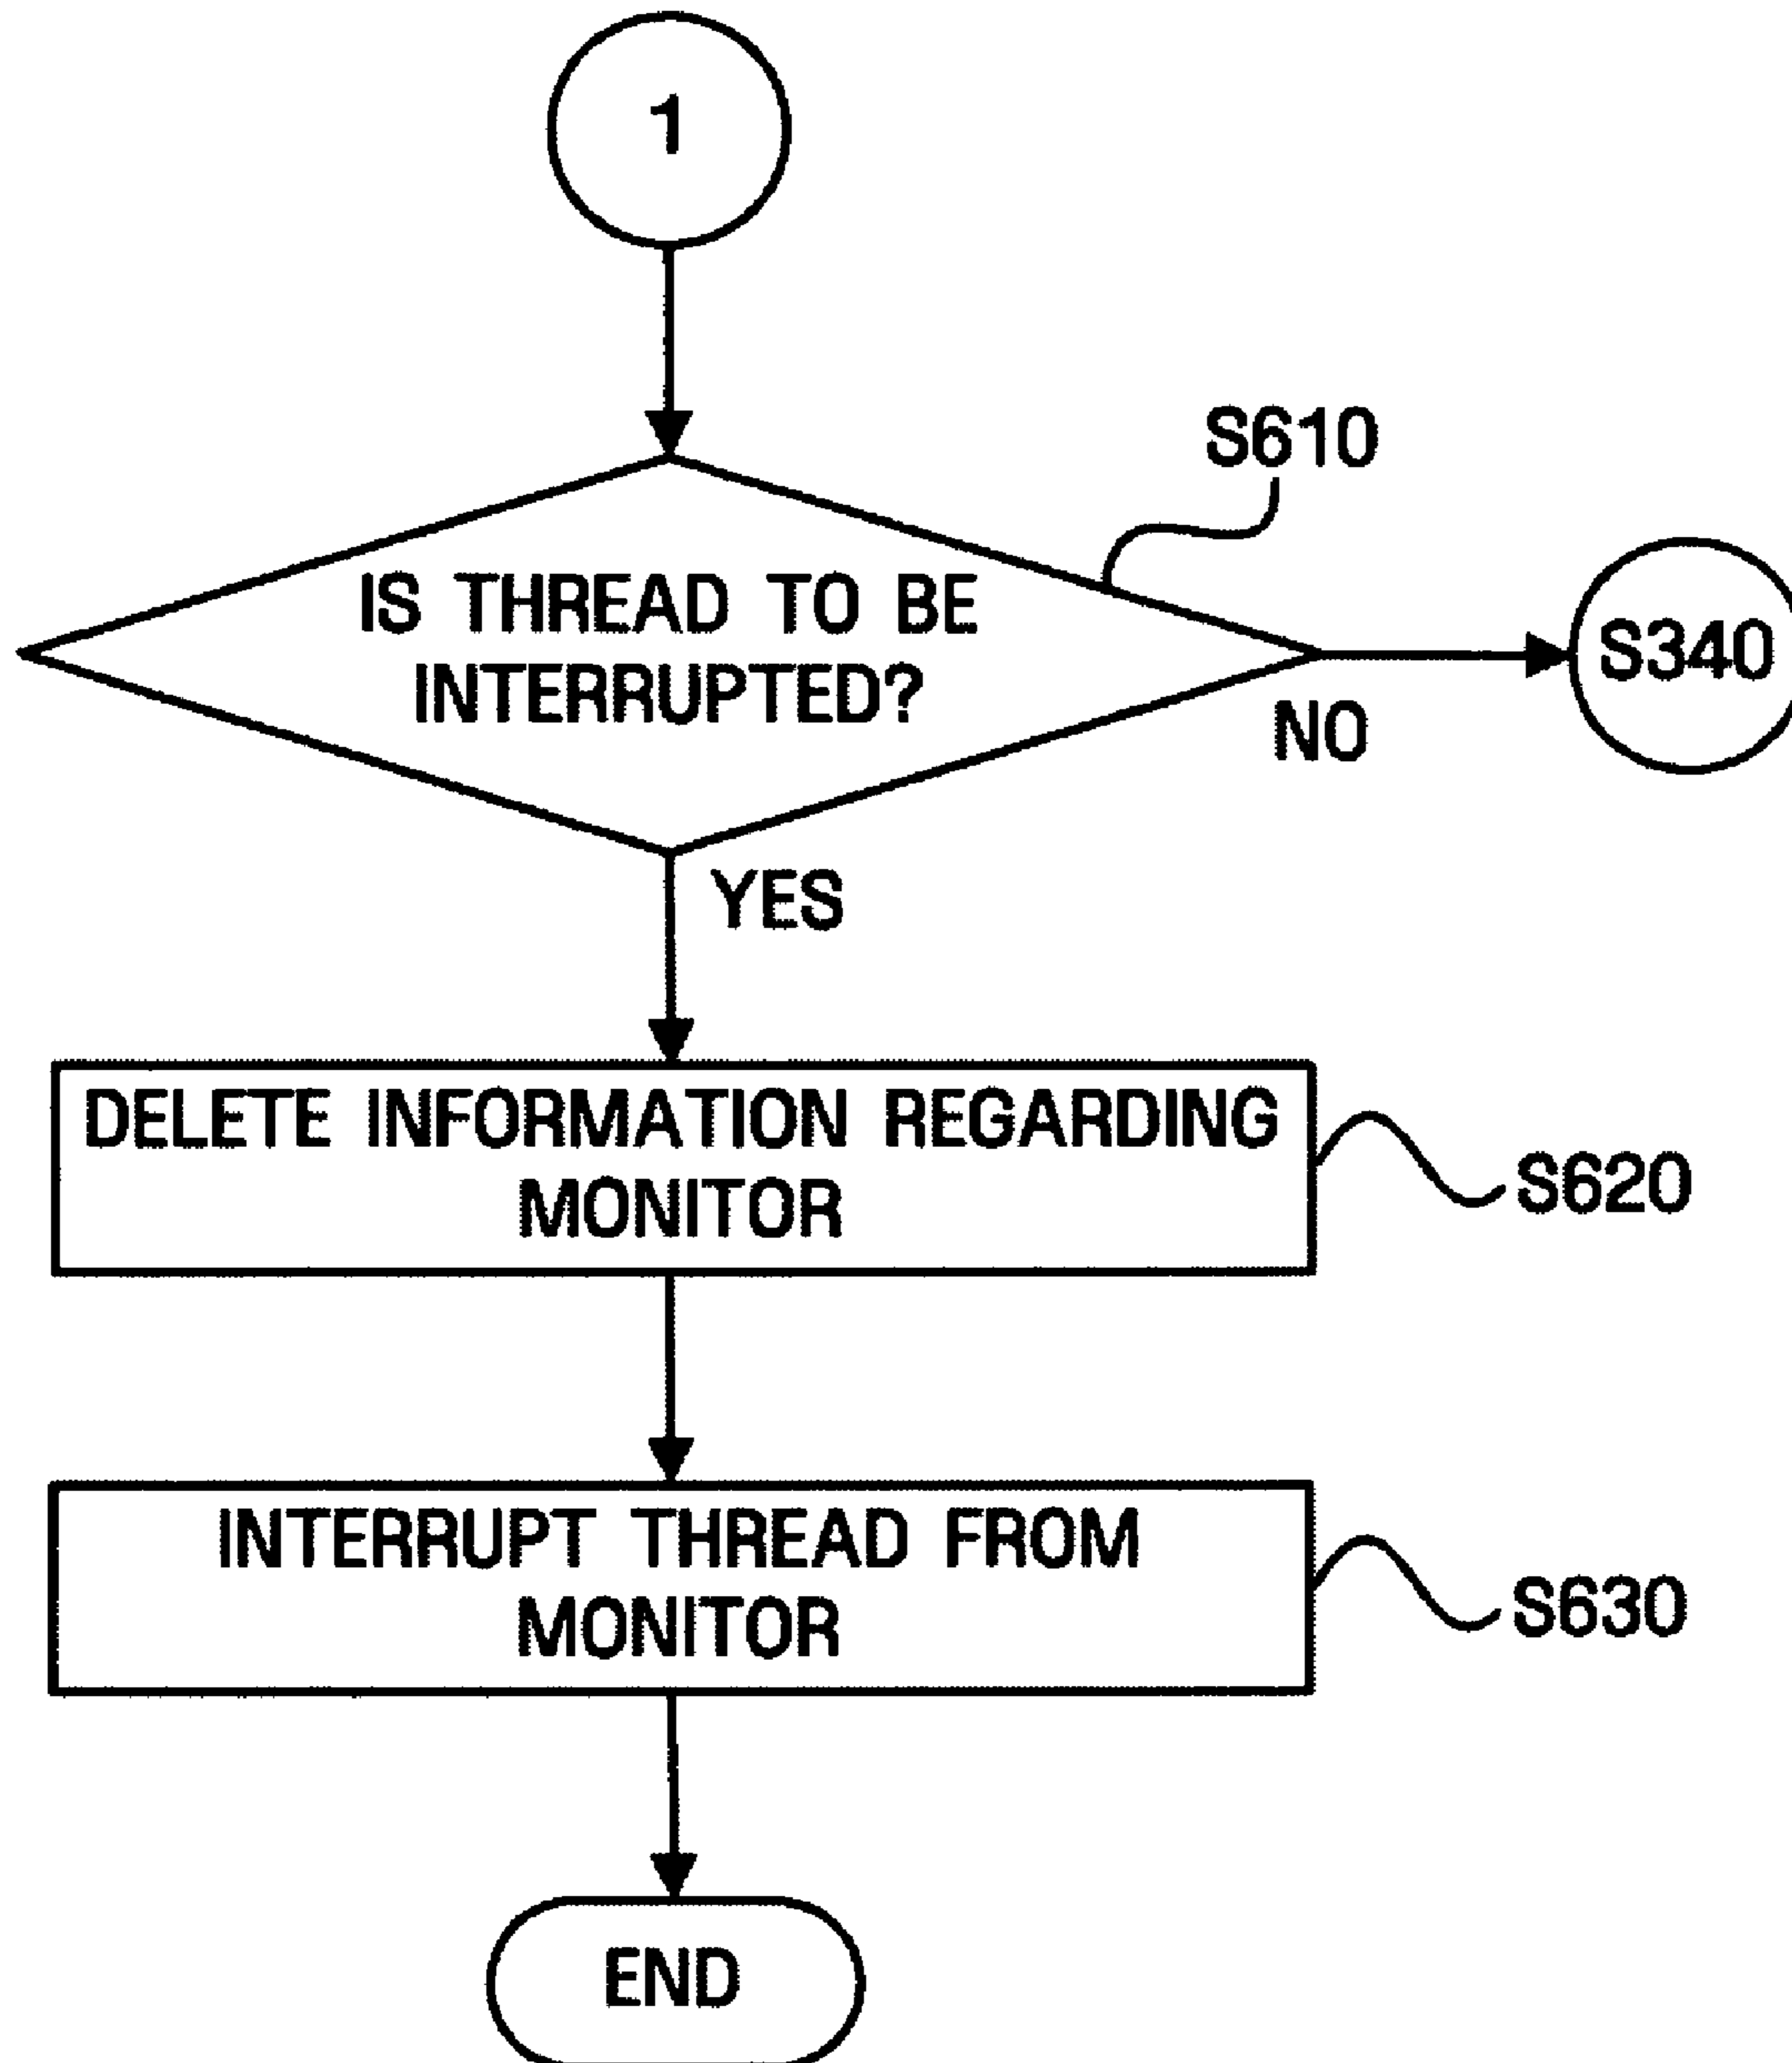 1
S610
IS THREAD TO BE
INTERRUPTED?
S340
NO
YES
DELETE INFORMATION REGARDING
MONITOR
S620
INTERRUPT THREAD FROM
MONITOR
S630
END